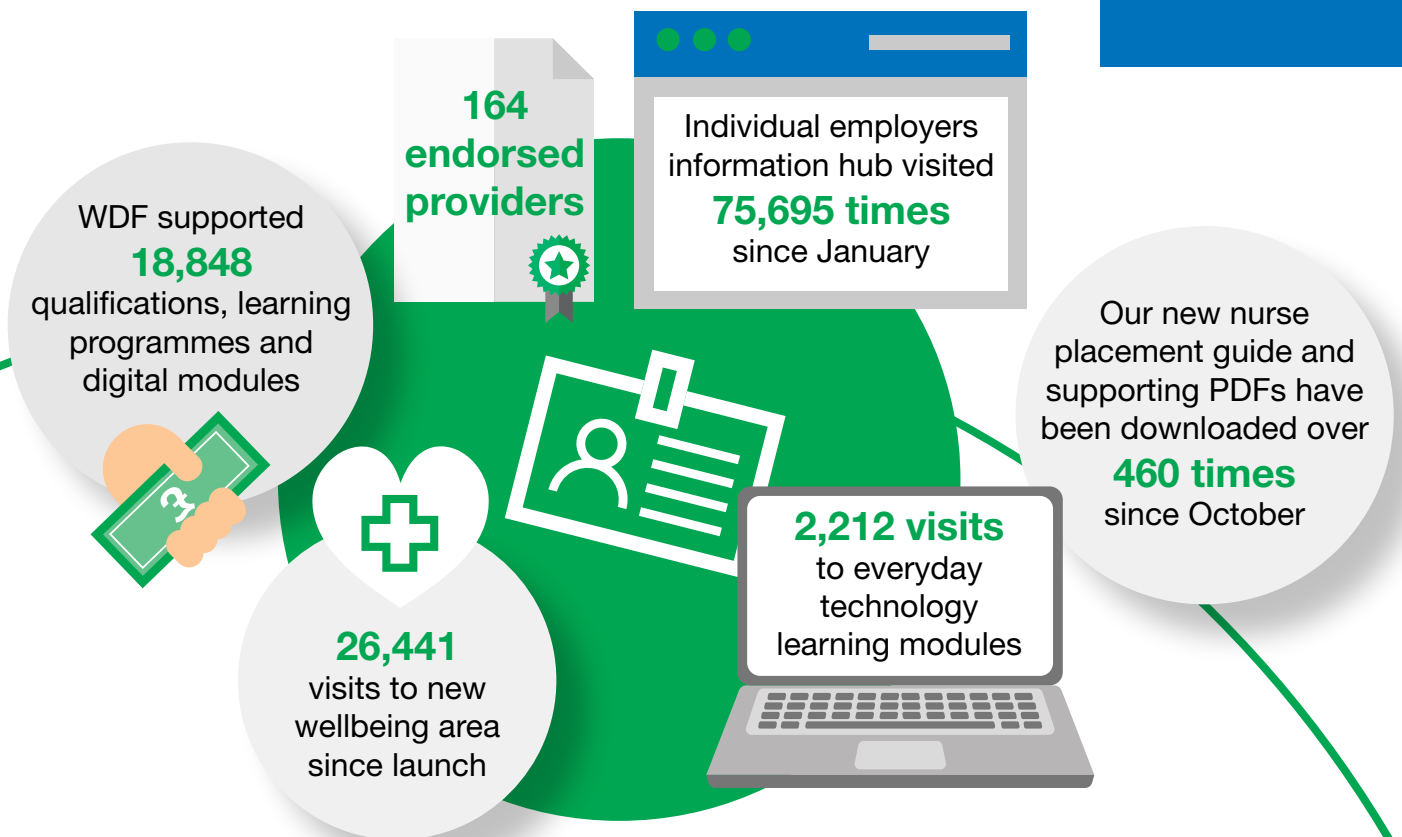 164
endorsed
providers
Individual employers
information hub visited
75,695 times
since January
WDF supported
18,848
qualifications, learning
programmes and
digital modules
£
Our new nurse
placement guide and
supporting PDFs have
been downloaded over
460 times
since October
2,212 visits
to everyday
technology
learning modules
26,441
visits to new
wellbeing area
since launch